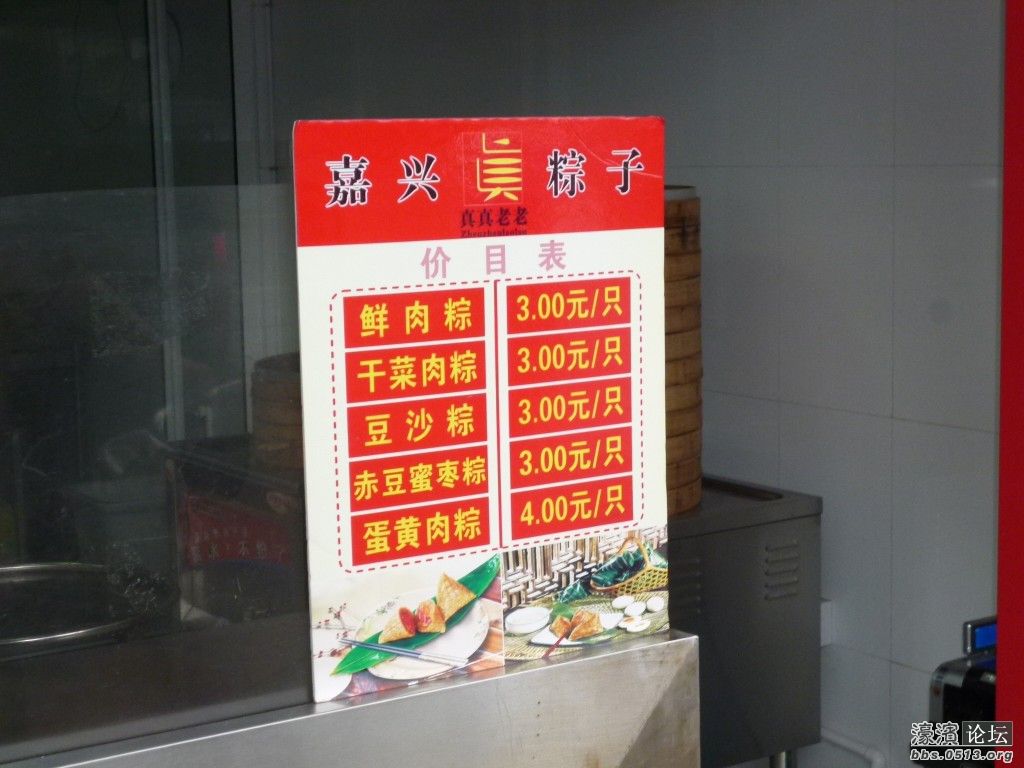 嘉兴 真 粽子
真真老老
Zhenzhenlaolao
价目表
鲜肉粽 3.00元/只
干菜肉粽 3.00元/只
豆沙粽 3.00元/只
赤豆蜜枣粽 3.00元/只
蛋黄肉粽 4.00元/只
濠滨论坛
bbs.0513.org